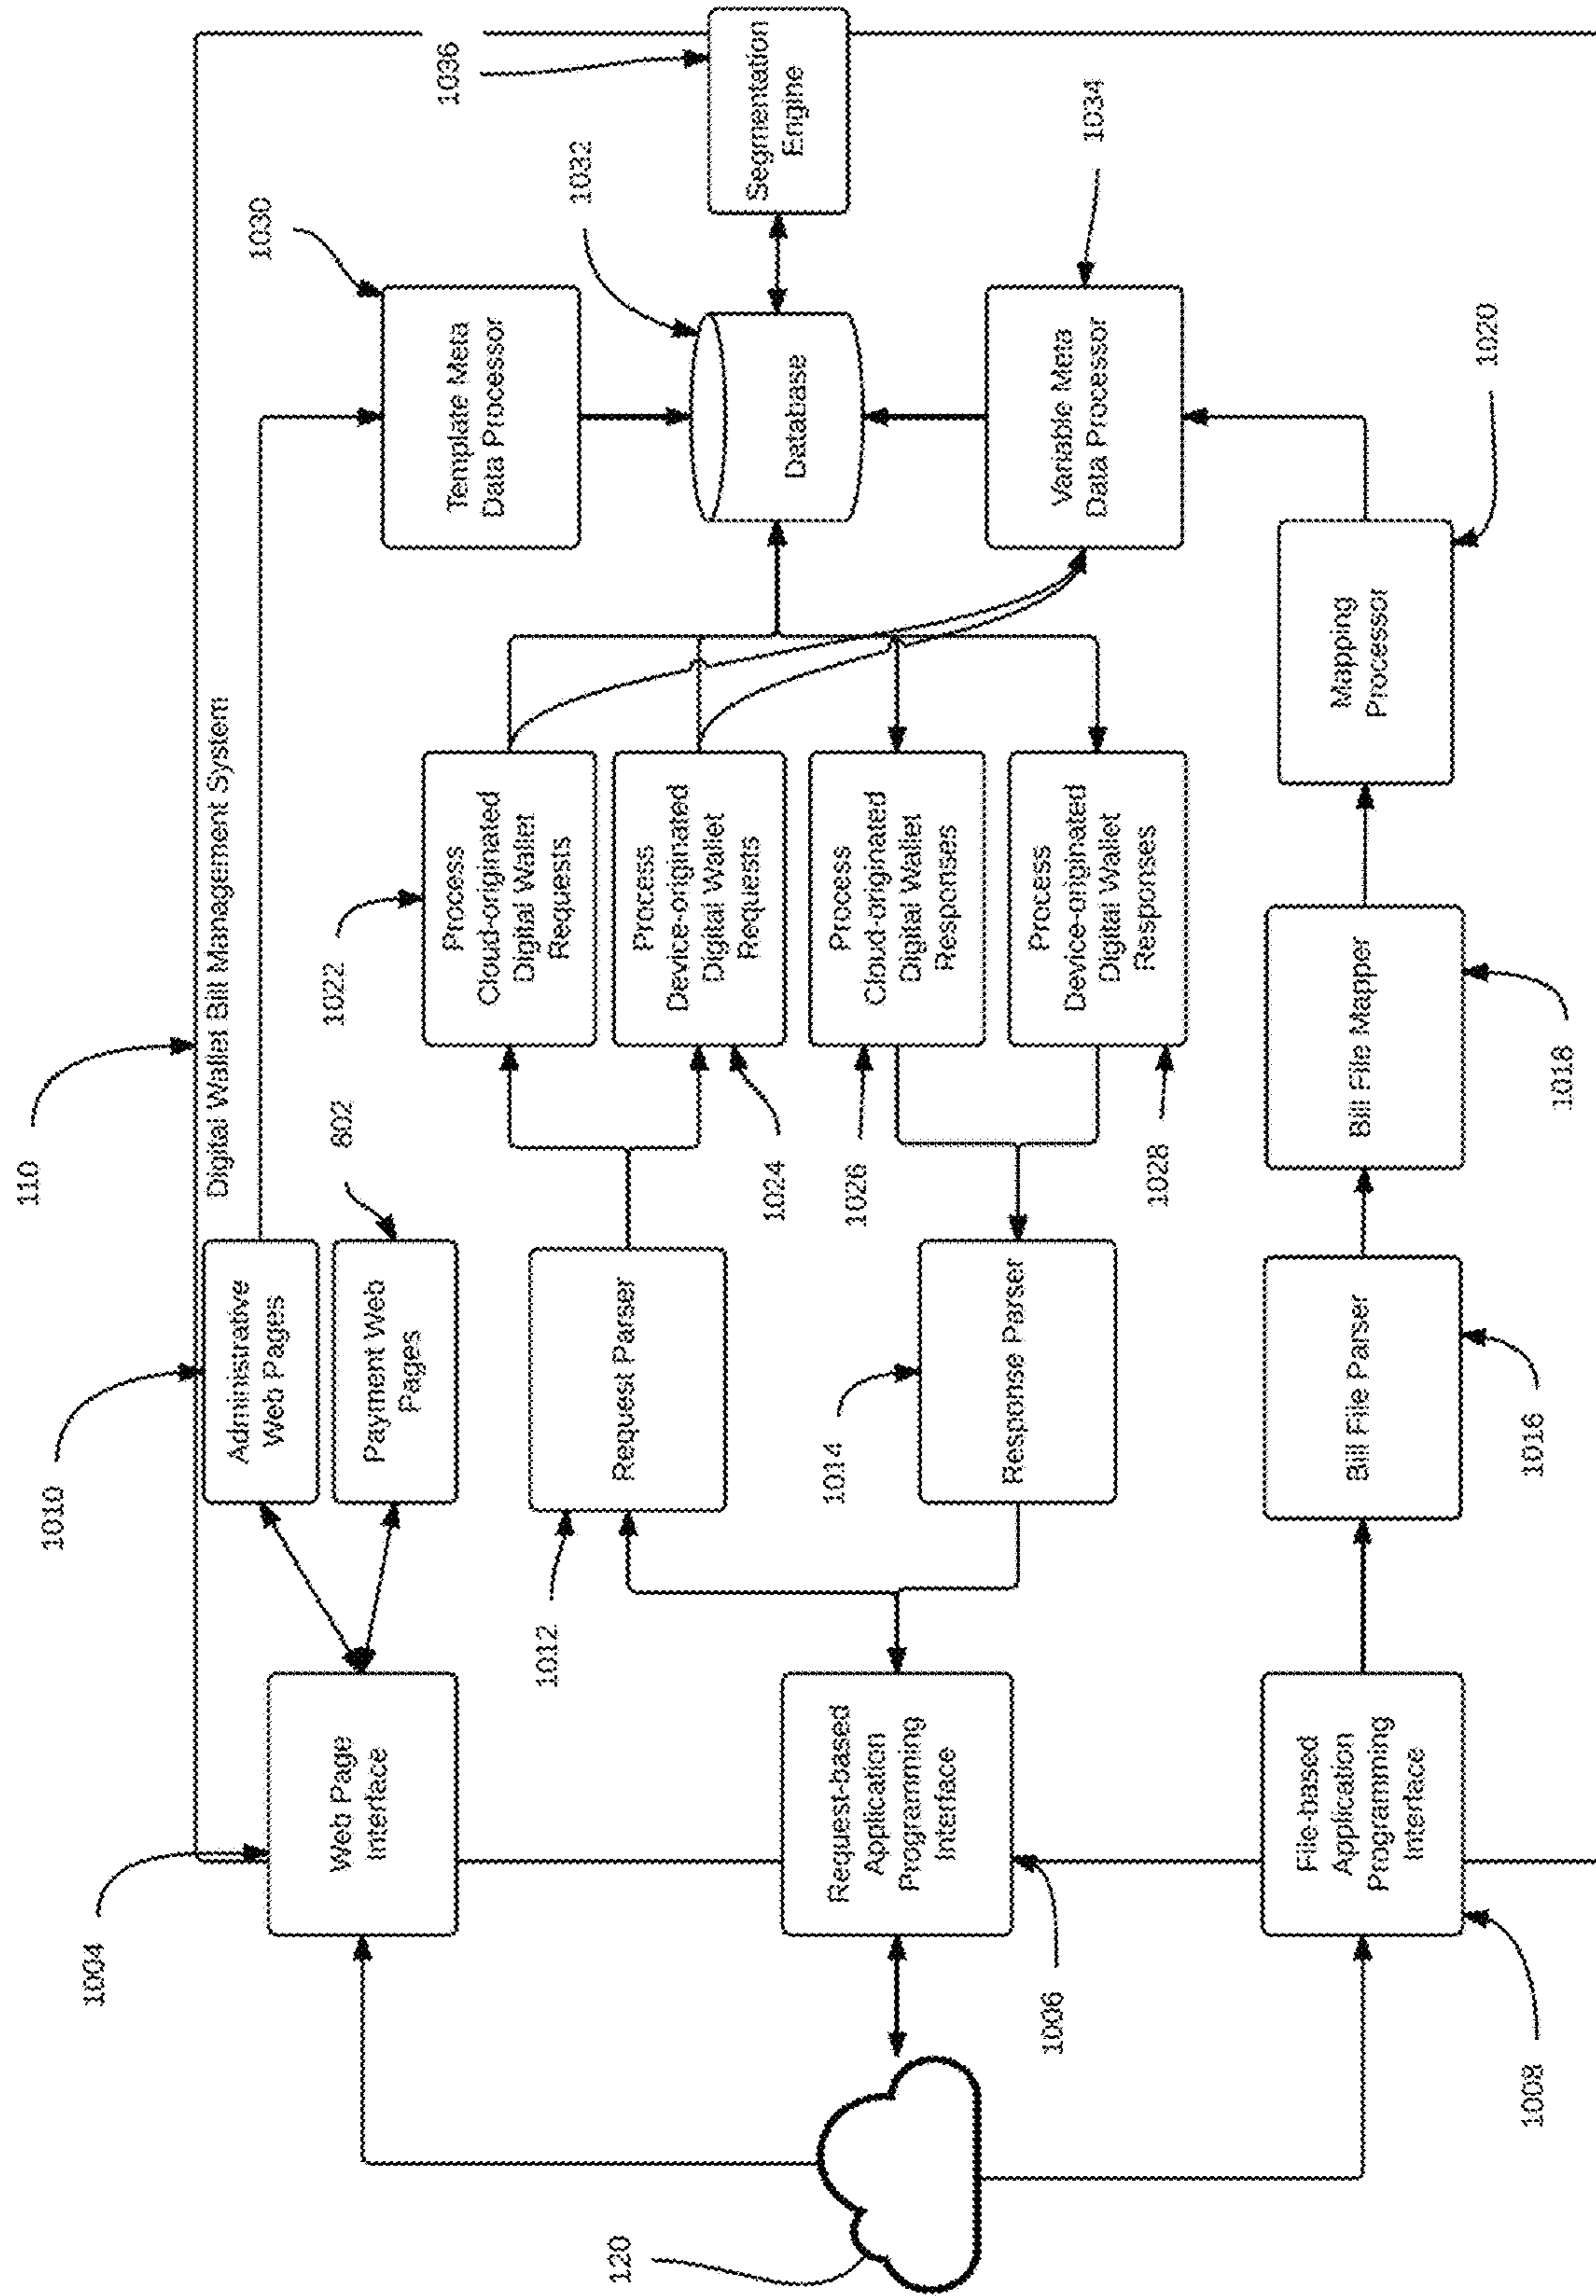 110
Digital Wallet Bill Management System
1004
1010
1030
1036
Web Page
Interface
Administrative
Web Pages
Payment Web
Pages
802
1022
Template Meta
Data Processor
1032
Segmentation
Engine
Process
Cloud-originated
Digital Wallet
Requests
1012
Request Parser
Process
Device-originated
Digital Wallet
Requests
1024
Database
120
Request-based
Application
Programming
Interface
1006
1014
Response Parser
Process
Cloud-originated
Digital Wallet
Responses
1026
Process
Device-originated
Digital Wallet
Responses
1028
Variable Meta
Data Processor
1034
File-based
Application
Programming
Interface
1008
Bill File Parser
1016
Bill File Mapper
1018
Mapping
Processor
1020